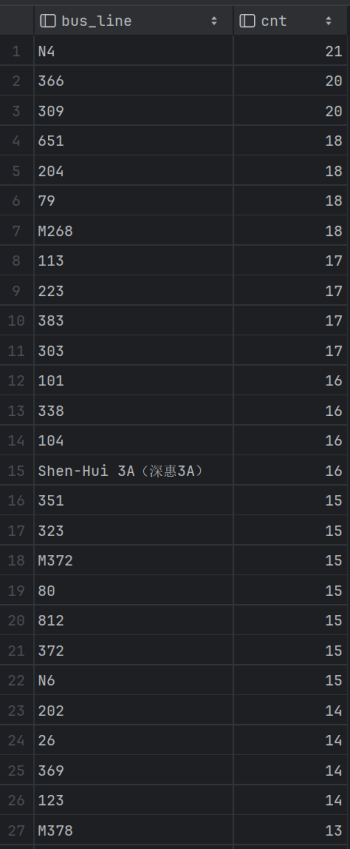 bus_line cnt
1 N4 21
2 366 20
3 309 20
4 651 18
5 204 18
6 79 18
7 M268 18
8 113 17
9 223 17
10 383 17
11 303 17
12 101 16
13 338 16
14 104 16
15 Shen-Hui 3A（深惠3A） 16
16 351 15
17 323 15
18 M372 15
19 80 15
20 812 15
21 372 15
22 N6 15
23 202 14
24 26 14
25 369 14
26 123 14
27 M378 13